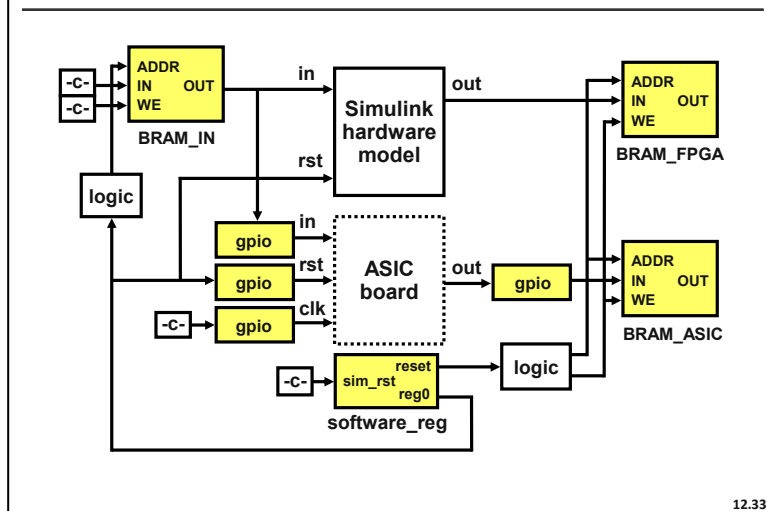 -c-
-c-
ADDR
IN OUT
WE
BRAM_IN
in
out
Simulink
hardware
model
rst
ADDR
IN OUT
WE
BRAM_FPGA
logic
gpio
in
gpio
rst
-c-
gpio
clk
ASIC
board
out
gpio
ADDR
IN OUT
WE
BRAM_ASIC
-c-
reset
sim_rst
reg0
software_reg
logic
12.33